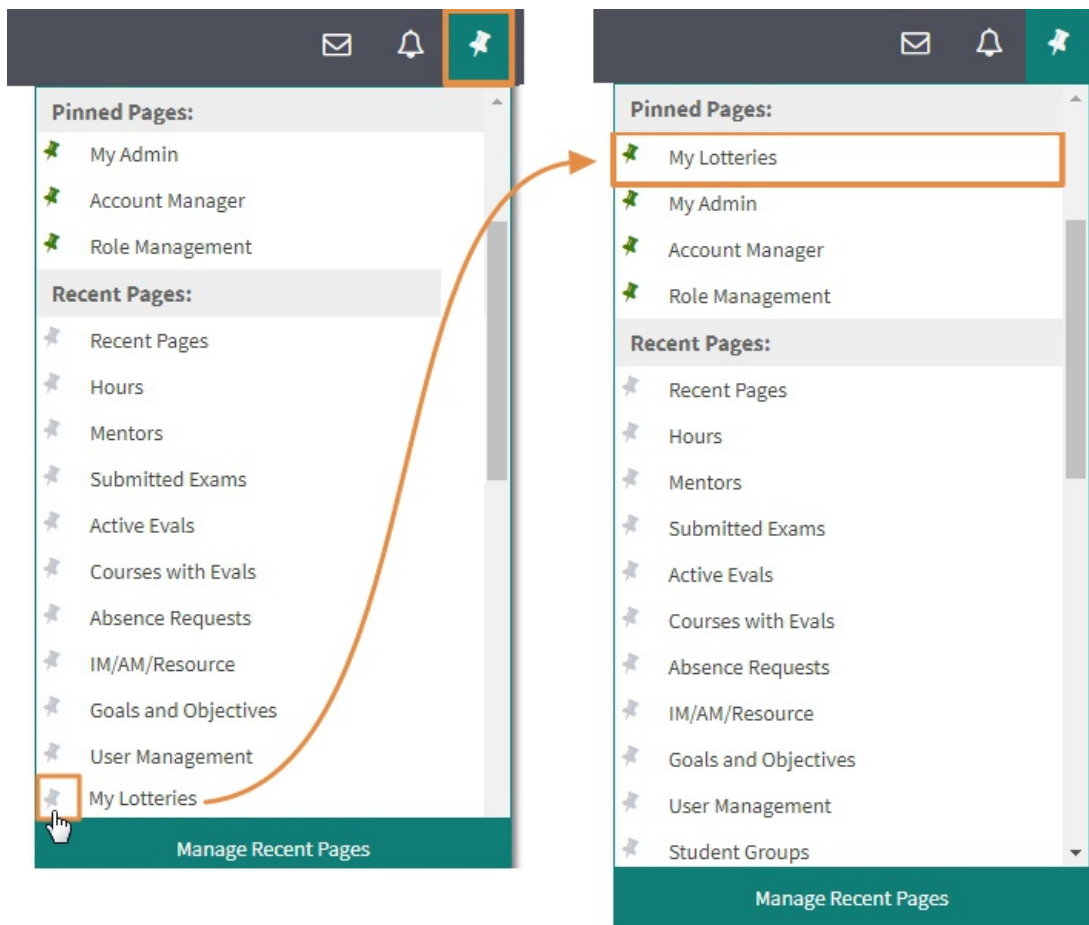 Pinned Pages:
My Admin
Account Manager
Role Management
Recent Pages:
Recent Pages
Hours
Mentors
Submitted Exams
Active Evals
Courses with Evals
Absence Requests
IM/AM/Resource
Goals and Objectives
User Management
My Lotteries
Manage Recent Pages
Pinned Pages:
My Lotteries
My Admin
Account Manager
Role Management
Recent Pages:
Recent Pages
Hours
Mentors
Submitted Exams
Active Evals
Courses with Evals
Absence Requests
IM/AM/Resource
Goals and Objectives
User Management
Student Groups
Manage Recent Pages